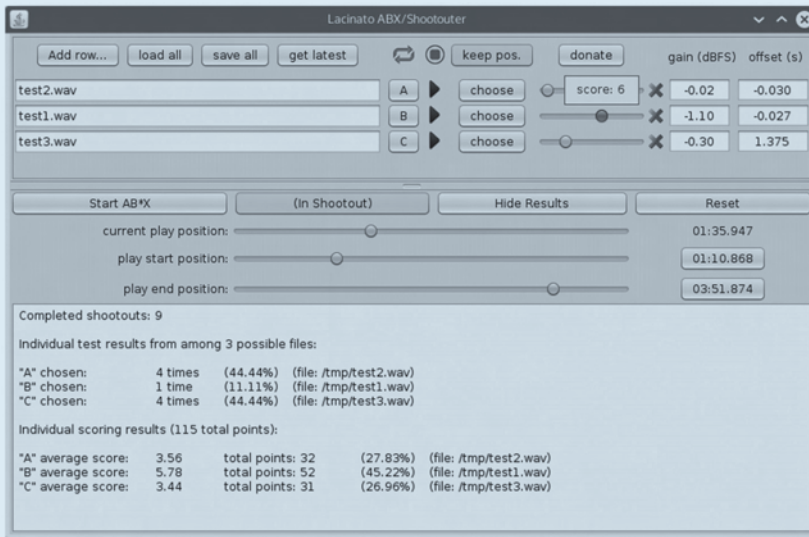 Lacinato ABX/Shootouter
Add row... load all save all get latest keep pos. donate gain (dBFS) offset (s)
test2.wav A choose score: 6 -0.02 -0.030
test1.wav B choose -1.10 -0.027
test3.wav C choose -0.30 1.375
Start AB*X (In Shootout) Hide Results Reset
current play position: 01:35.947
play start position: 01:10.868
play end position: 03:51.874
Completed shootouts: 9
Individual test results from among 3 possible files:
"A" chosen: 4 times (44.44%) (file: /tmp/test2.wav)
"B" chosen: 1 time (11.11%) (file: /tmp/test1.wav)
"C" chosen: 4 times (44.44%) (file: /tmp/test3.wav)
Individual scoring results (115 total points):
"A" average score: 3.56 total points: 32 (27.83%) (file: /tmp/test2.wav)
"B" average score: 5.78 total points: 52 (45.22%) (file: /tmp/test1.wav)
"C" average score: 3.44 total points: 31 (26.96%) (file: /tmp/test3.wav)